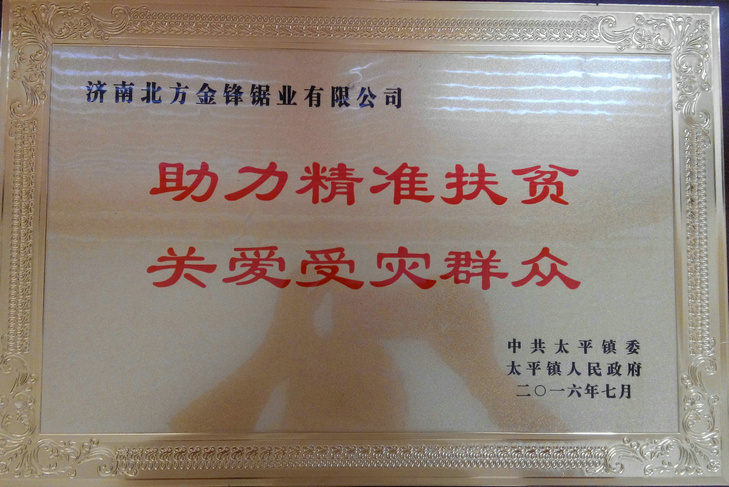 济南北方金锋锯业有限公司
助力精准扶贫
关爱受灾群众
中共太平镇委
太平镇人民政府
二〇一六年七月